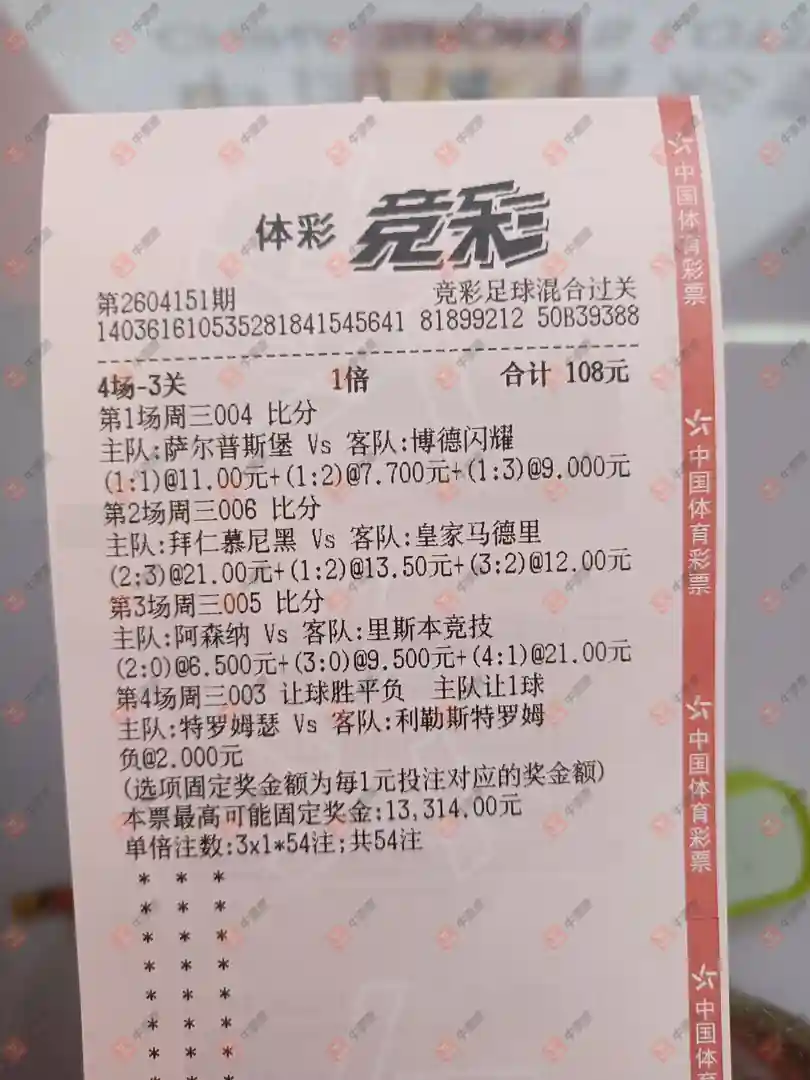 体彩 竞彩
第2604151期 竞彩足球混合过关
140361610535281841545641 81899212 50B39388
4场-3关 1倍 合计 108元
第1场周三004 比分
主队:萨尔普斯堡 Vs 客队:博德闪耀
(1:1)@11.00元+(1:2)@7.700元+(1:3)@9.000元
第2场周三006 比分
主队:拜仁慕尼黑 Vs 客队:皇家马德里
(2:3)@21.00元+(1:2)@13.50元+(3:2)@12.00元
第3场周三005 比分
主队:阿森纳 Vs 客队:里斯本竞技
(2:0)@6.500元+(3:0)@9.500元+(4:1)@21.00元
第4场周三003 让球胜平负 主队让1球
主队:特罗姆瑟 Vs 客队:利勒斯特罗姆
负@2.000元
(选项固定奖金额为每1元投注对应的奖金额)
本票最高可能固定奖金:13,314.00元
单倍注数:3x1*54注;共54注
* * *
* * *
* * *
* * *
* * *
* * *
* * *
* * *
中国体育彩票
中国体育彩票
中国体育彩票
中国体育